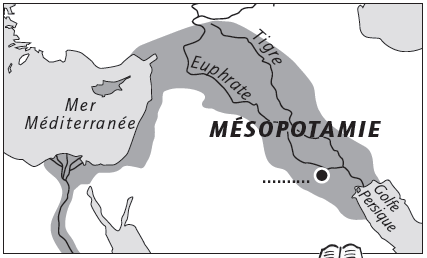 Tigre
Euphrate
Mer
Méditerranée
MÉSOPOTAMIE
..........
Golfe
Persique